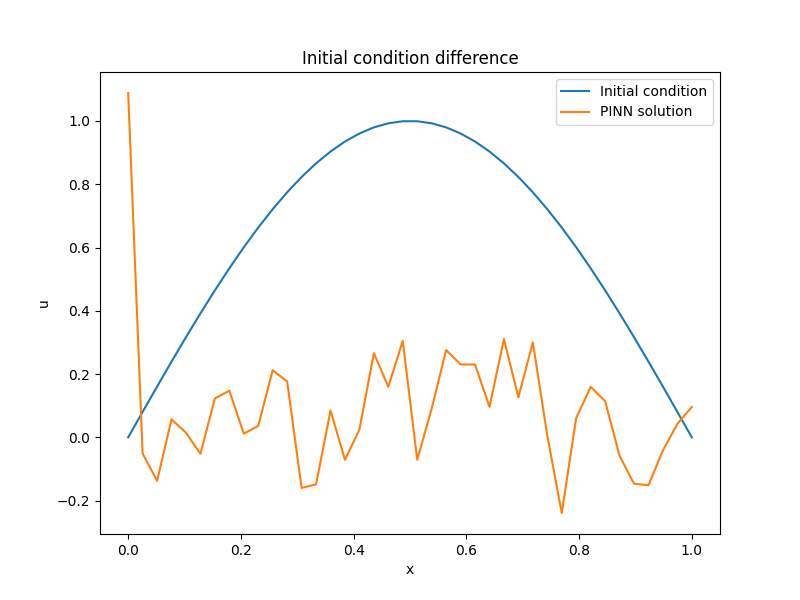 Initial condition difference
Initial condition
PINN solution
1.0
0.8
0.6
0.4
0.2
0.0
−0.2
u
0.0 0.2 0.4 0.6 0.8 1.0
x